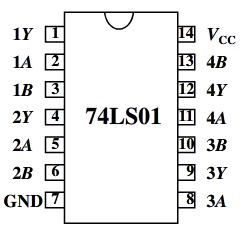 1Y 1 14 VCC
1A 2 13 4B
1B 3 12 4Y
2Y 4 74LS01 11 4A
2A 5 10 3B
2B 6 9 3Y
GND 7 8 3A